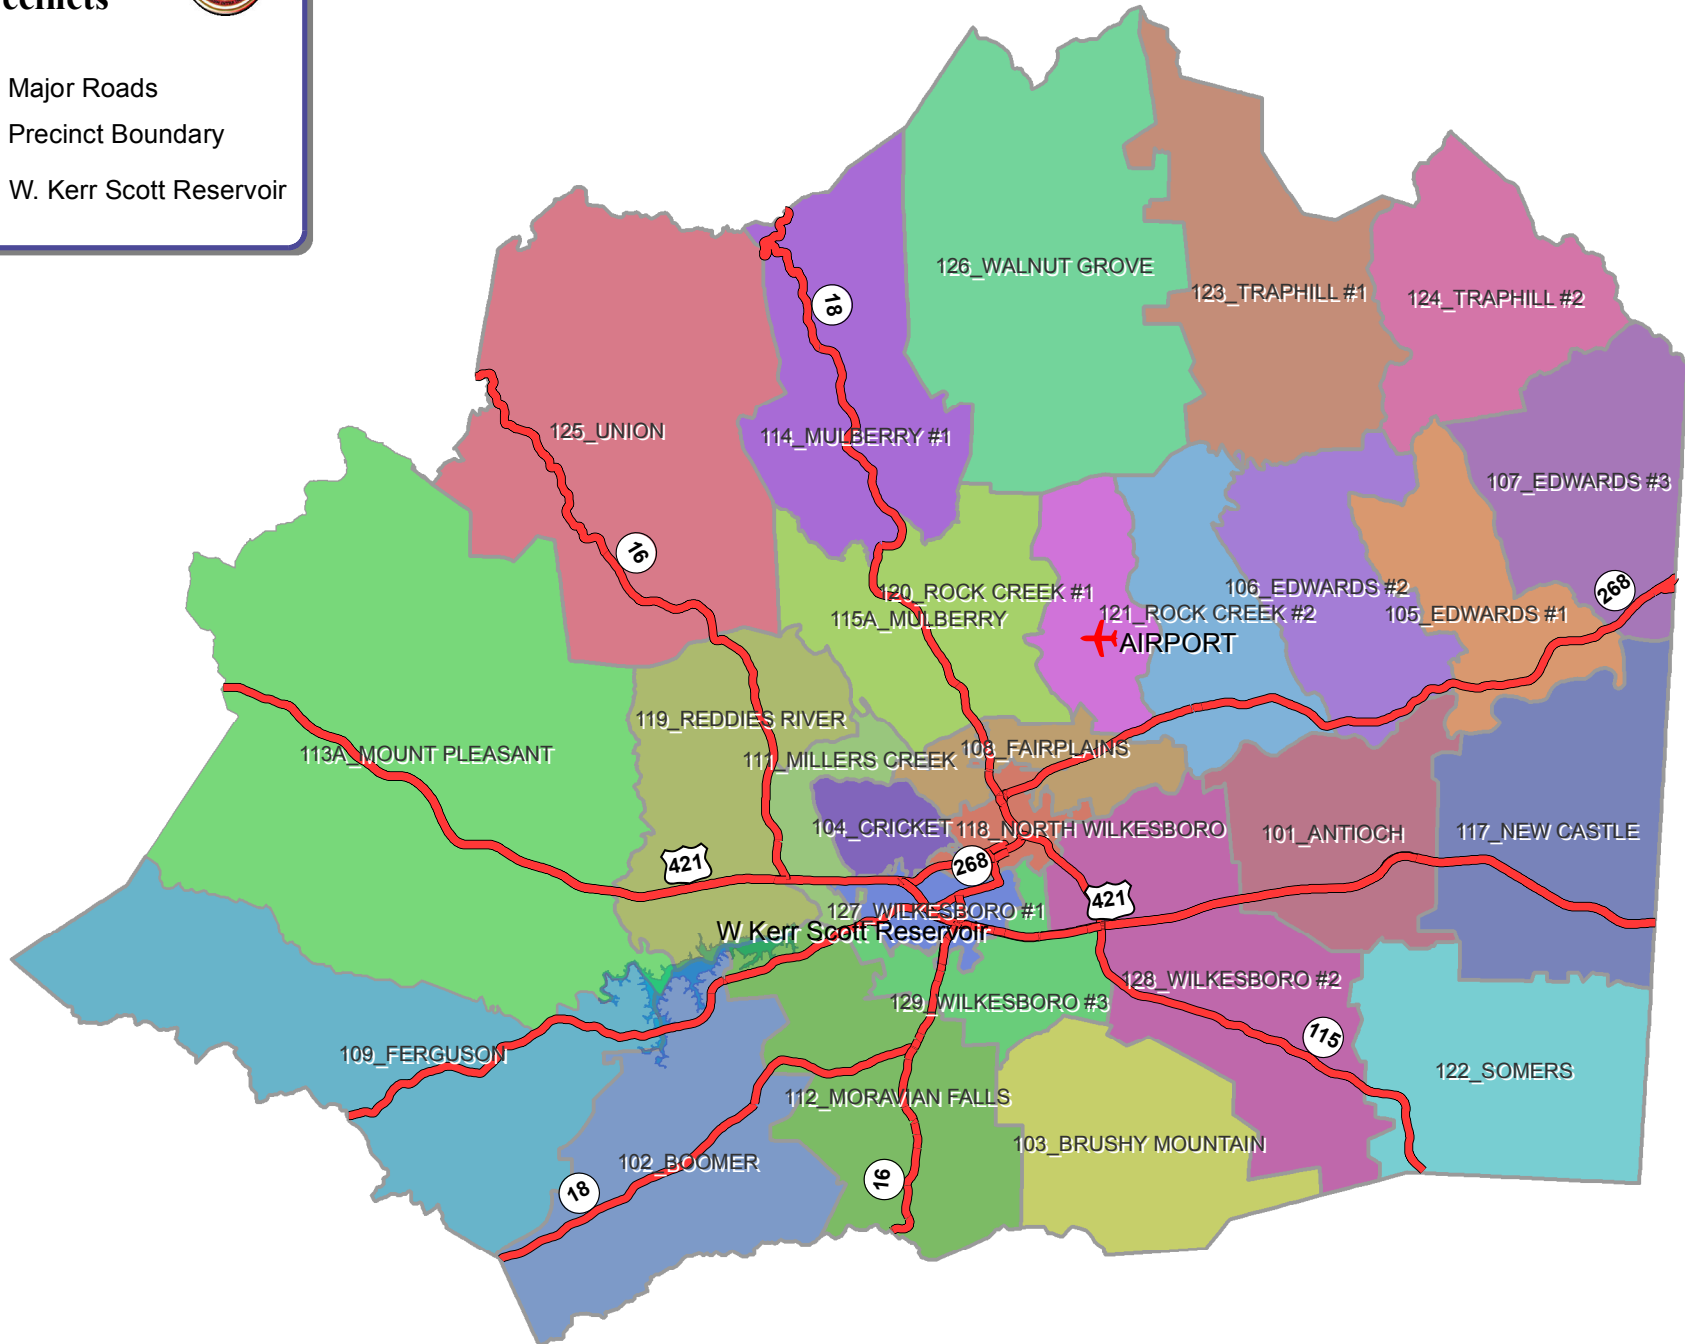 Major Roads
Precinct Boundary
W. Kerr Scott Reservoir
126_WALNUT GROVE
123_TRAPHILL #1
124_TRAPHILL #2
18
125_UNION
114_MULBERRY #1
107_EDWARDS #3
16
120_ROCK CREEK #1
106_EDWARDS #2
268
115A_MULBERRY
121_ROCK CREEK #2
105_EDWARDS #1
AIRPORT
119_REDDIES RIVER
113A_MOUNT PLEASANT
111_MILLERS CREEK
108_FAIRPLAINS
104_CRICKET
118_NORTH WILKESBORO
101_ANTIOCH
117_NEW CASTLE
421
268
421
127_WILKESBORO #1
W Kerr Scott Reservoir
128_WILKESBORO #2
129_WILKESBORO #3
115
109_FERGUSON
122_SOMERS
112_MORAVIAN FALLS
103_BRUSHY MOUNTAIN
102_BOOMER
18
16